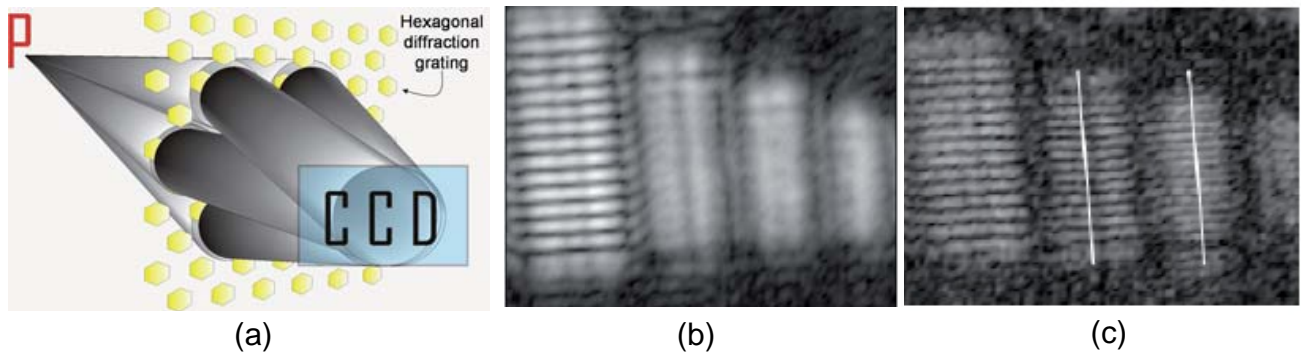 P
Hexagonal
diffraction
grating
CCD
(a)
(b)
(c)